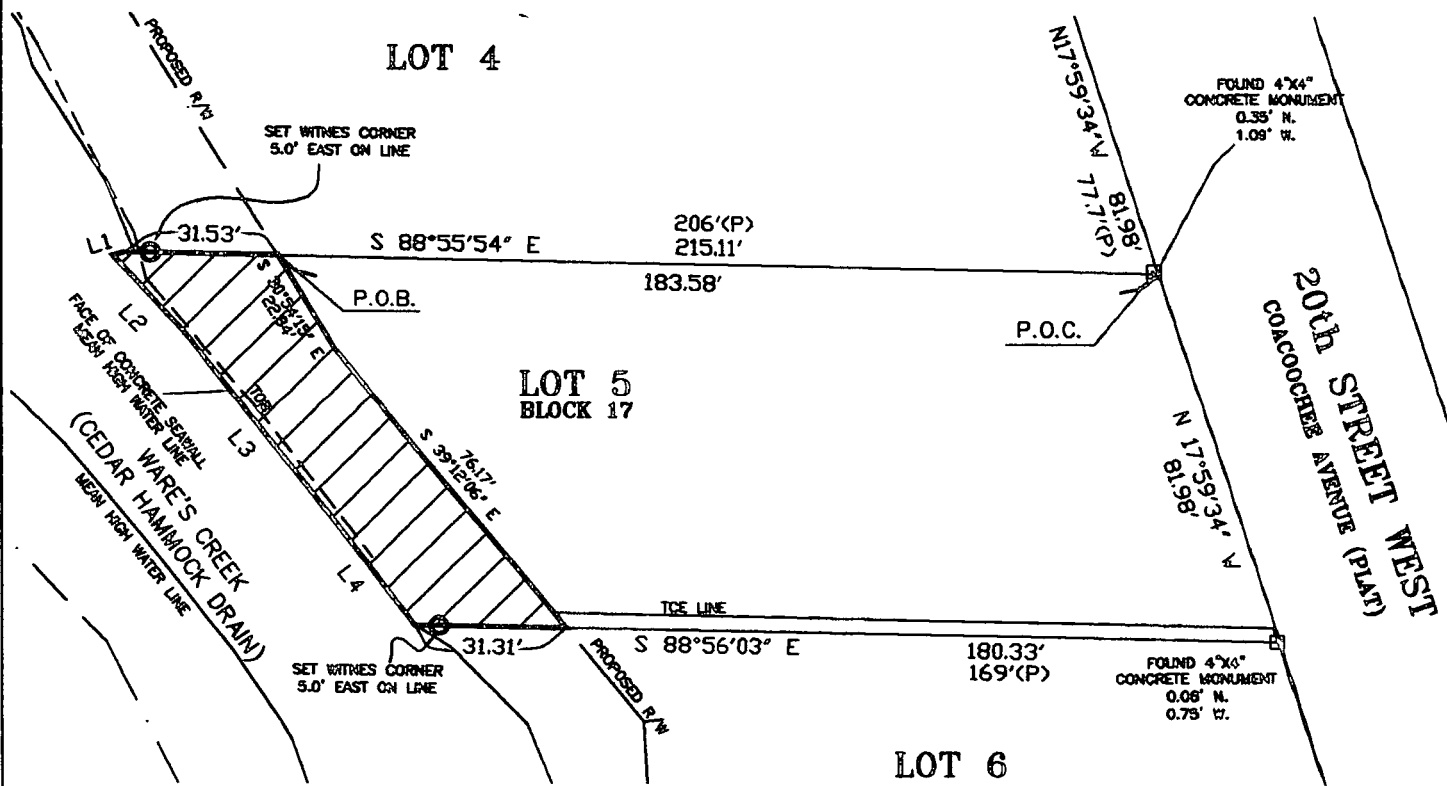 PROPOSED R/W
LOT 4
SET WITNES CORNER
5.0' EAST ON LINE
N17°59'34"W
81.98'
77.7'(P)
FOUND 4"X4"
CONCRETE MONUMENT
0.35' N.
1.09' W.
L1
31.53'
S 88°55'54" E
206'(P)
215.11'
183.58'
P.O.B.
P.O.C.
S 30°54'15" E
22.84'
L2
FACE OF CONCRETE SEAWALL
MEAN HIGH WATER LINE
TOB
L3
LOT 5
BLOCK 17
20th STREET WEST
COACOOCHEE AVENUE (PLAT)
76.17'
S 39°12'06" E
N 17°59'34" W
81.98'
WARE'S CREEK
(CEDAR HAMMOCK DRAIN)
MEAN HIGH WATER LINE
L4
TCE LINE
31.31'
S 88°56'03" E
180.33'
169'(P)
SET WITNES CORNER
5.0' EAST ON LINE
PROPOSED R/W
FOUND 4"X4"
CONCRETE MONUMENT
0.06' N.
0.75' W.
LOT 6